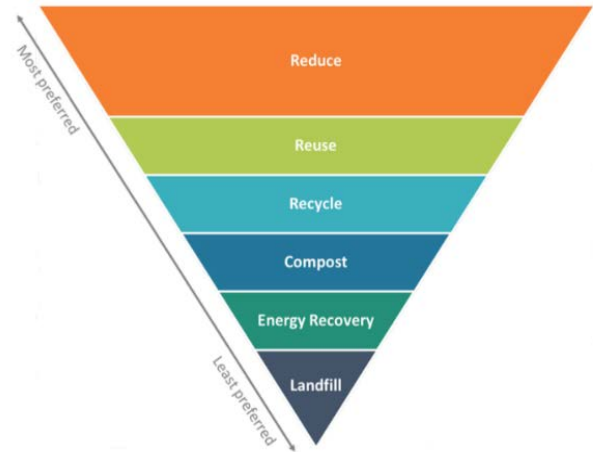 Most preferred
Reduce
Reuse
Recycle
Compost
Energy Recovery
Landfill
Least preferred